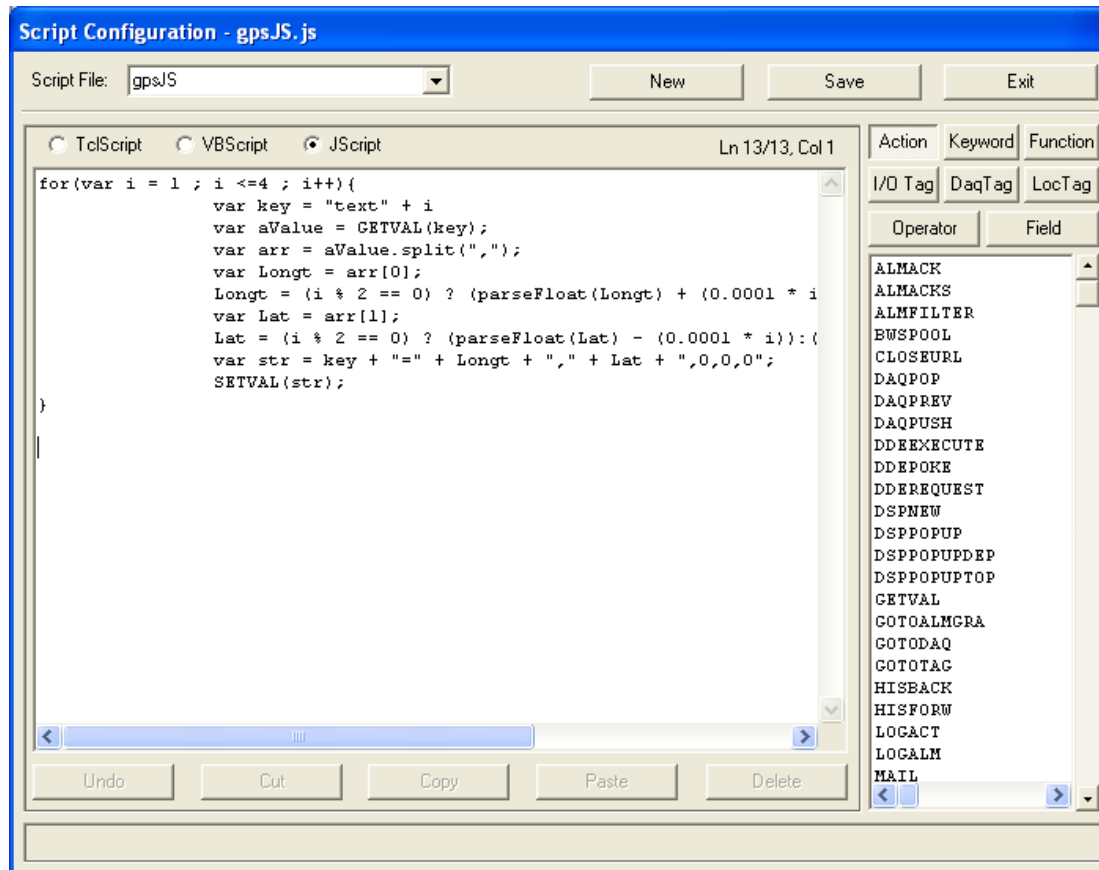 Script Configuration - gpsJS.js
Script File: gpsJS New Save Exit
TclScript VBScript JScript Ln 13/13, Col 1
for(var i = 1 ; i <=4 ; i++){
var key = "text" + i
var aValue = GETVAL(key);
var arr = aValue.split(",");
var Longt = arr[0];
Longt = (i % 2 == 0) ? (parseFloat(Longt) + (0.0001 * i
var Lat = arr[1];
Lat = (i % 2 == 0) ? (parseFloat(Lat) - (0.0001 * i)):(
var str = key + "=" + Longt + "," + Lat + ",0,0,0";
SETVAL(str);
}
Undo Cut Copy Paste Delete
Action Keyword Function
I/O Tag DaqTag LocTag
Operator Field
ALMACK
ALMACKS
ALMFILTER
BWSPOOL
CLOSEURL
DAQPOP
DAQPREV
DAQPUSH
DDEEXECUTE
DDEPOKE
DDEREQUEST
DSPNEW
DSPPOPUP
DSPPOPUPDEP
DSPPOPUPTOP
GETVAL
GOTOALMGRA
GOTODAQ
GOTOTAG
HISBACK
HISFORW
LOGACT
LOGALM
MAIL